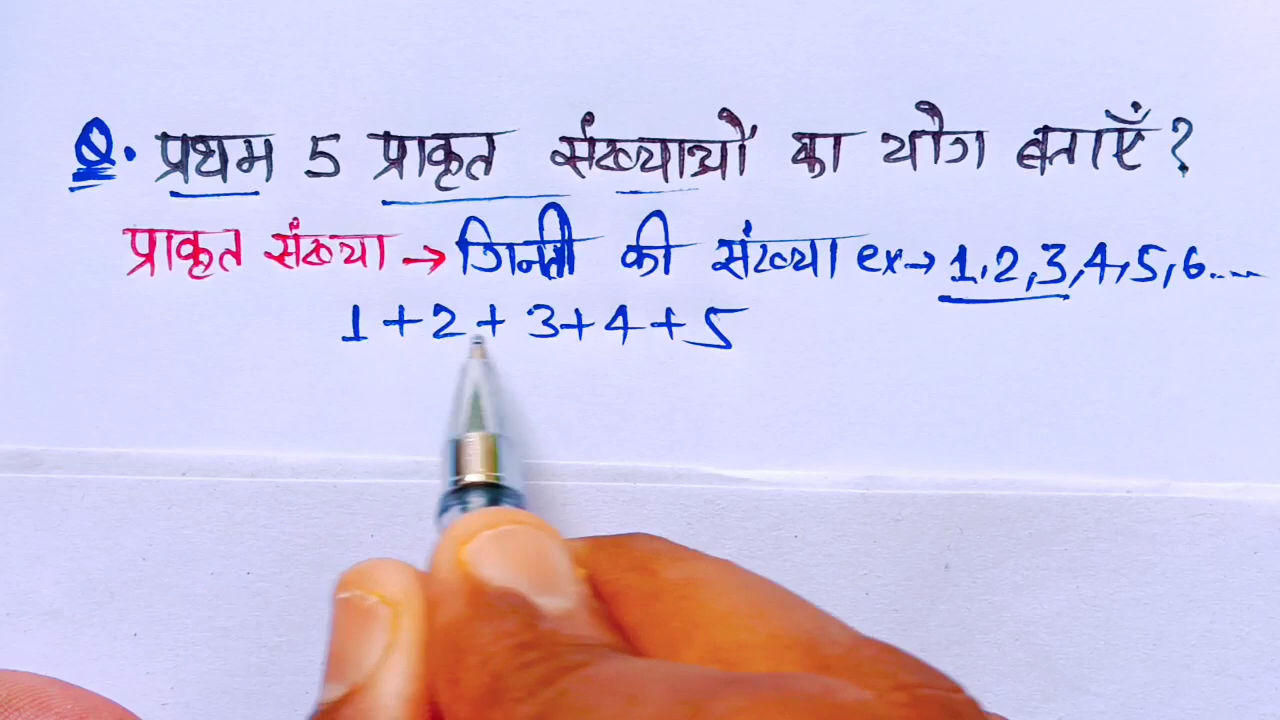 Q. प्रथम 5 प्राकृत संख्याओं का योग बताएँ?
प्राकृत संख्या → गिनती की संख्या ex→ 1,2,3,4,5,6....
1+2+3+4+5